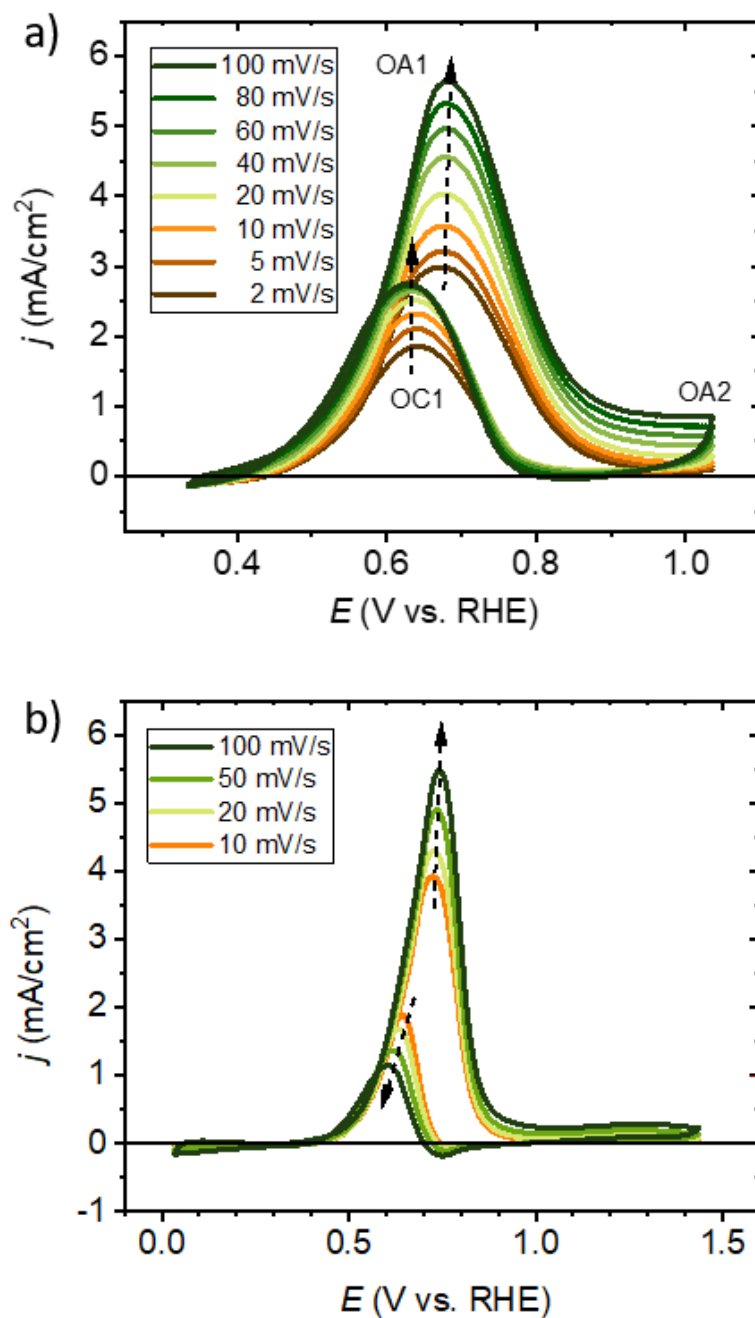 a)
100 mV/s
80 mV/s
60 mV/s
40 mV/s
20 mV/s
10 mV/s
5 mV/s
2 mV/s
OA1
OC1
OA2
6
5
4
3
2
1
0
j (mA/cm²)
0.4 0.6 0.8 1.0
E (V vs. RHE)
b)
100 mV/s
50 mV/s
20 mV/s
10 mV/s
6
5
4
3
2
1
0
-1
j (mA/cm²)
0.0 0.5 1.0 1.5
E (V vs. RHE)